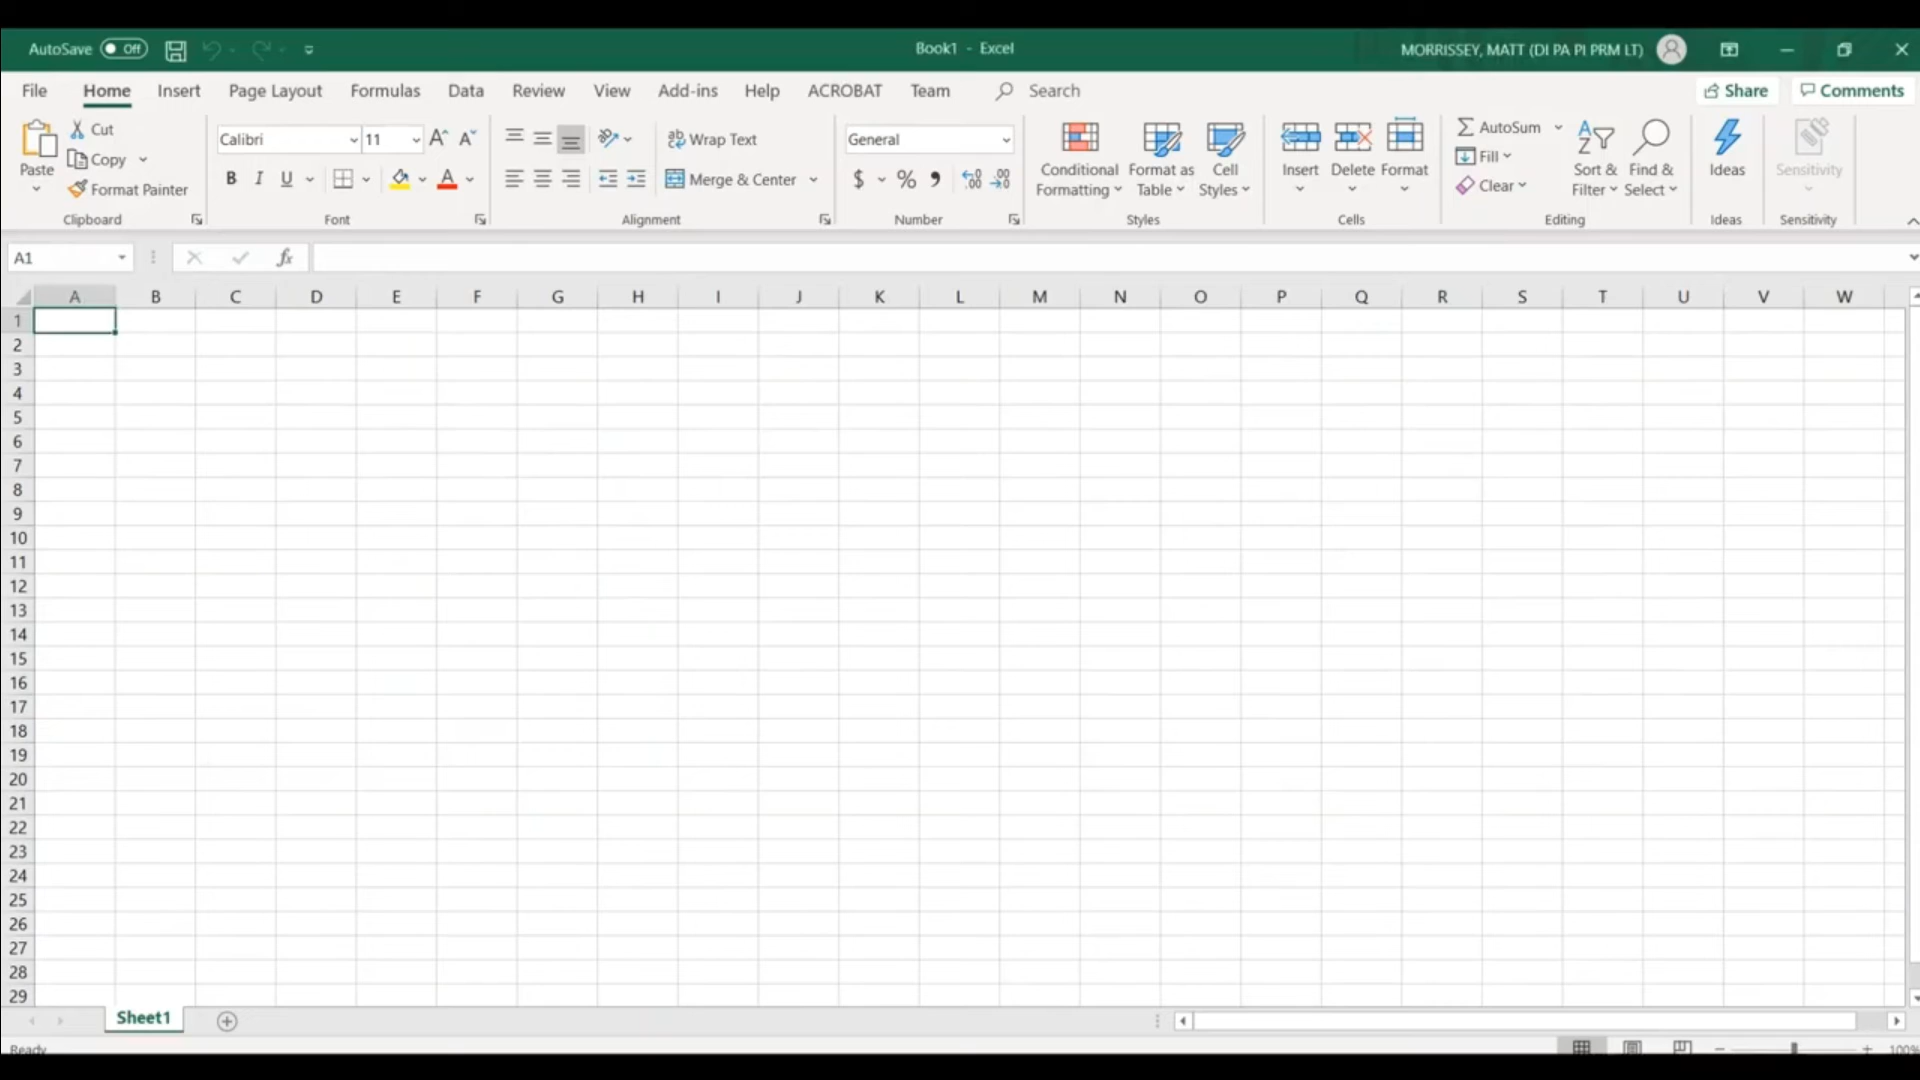 AutoSave Off Book1 - Excel MORRISSEY, MATT (DI PA PI PRM LT)
File Home Insert Page Layout Formulas Data Review View Add-ins Help ACROBAT Team Search Share Comments
Paste Cut Copy Format Painter Clipboard
Calibri 11 B I U Font
ab Wrap Text Merge & Center Alignment
General $ % Number
Conditional Formatting Format as Table Cell Styles Styles
Insert Delete Format Cells
AutoSum Fill Clear Sort & Filter Find & Select Editing
Ideas Ideas
Sensitivity Sensitivity
A1 fx
A B C D E F G H I J K L M N O P Q R S T U V W
1
2
3
4
5
6
7
8
9
10
11
12
13
14
15
16
17
18
19
20
21
22
23
24
25
26
27
28
29
Sheet1
Ready 100%